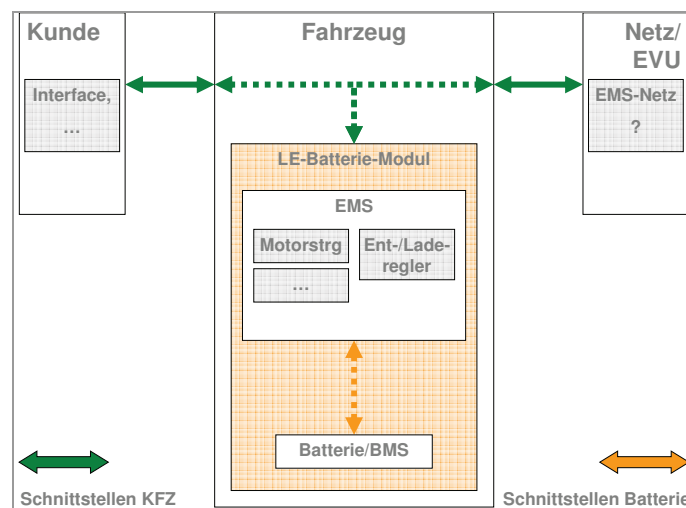 Kunde
Interface,
...
Fahrzeug
Netz/
EVU
EMS-Netz
?
LE-Batterie-Modul
EMS
Motorstrg
...
Ent-/Lade-
regler
Batterie/BMS
Schnittstellen KFZ
Schnittstellen Batterie